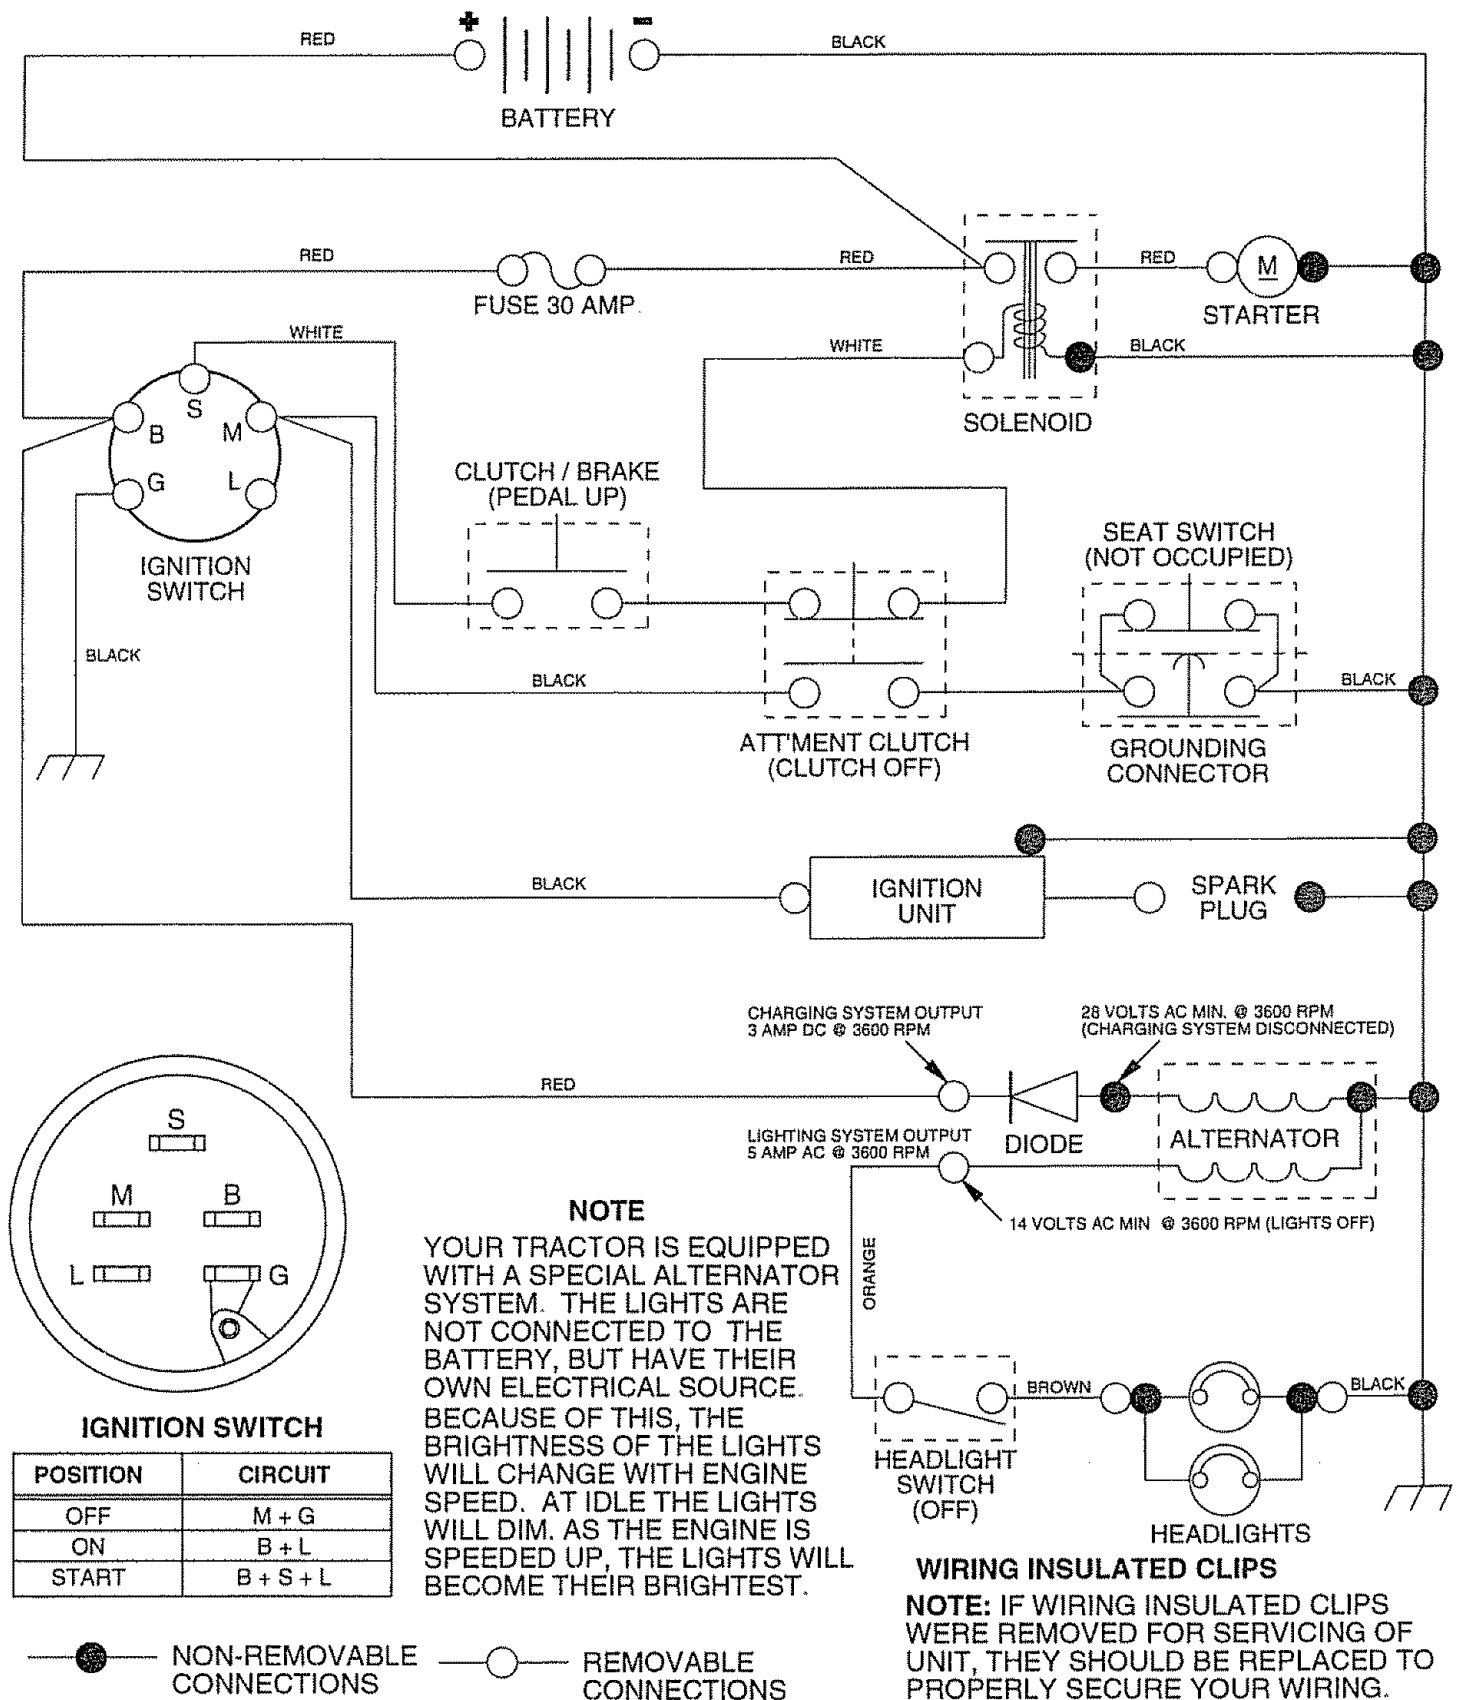 + -
RED
BLACK
BATTERY
RED
RED
RED
M
FUSE 30 AMP.
STARTER
WHITE
WHITE
BLACK
S
B
M
G
L
SOLENOID
CLUTCH / BRAKE
(PEDAL UP)
IGNITION
SWITCH
SEAT SWITCH
(NOT OCCUPIED)
BLACK
BLACK
BLACK
ATT'MENT CLUTCH
(CLUTCH OFF)
GROUNDING
CONNECTOR
BLACK
IGNITION
UNIT
SPARK
PLUG
CHARGING SYSTEM OUTPUT
3 AMP DC @ 3600 RPM
28 VOLTS AC MIN. @ 3600 RPM
(CHARGING SYSTEM DISCONNECTED)
RED
DIODE
ALTERNATOR
LIGHTING SYSTEM OUTPUT
5 AMP AC @ 3600 RPM
14 VOLTS AC MIN @ 3600 RPM (LIGHTS OFF)
S
M
B
L
G
ORANGE
NOTE
YOUR TRACTOR IS EQUIPPED
WITH A SPECIAL ALTERNATOR
SYSTEM. THE LIGHTS ARE
NOT CONNECTED TO THE
BATTERY, BUT HAVE THEIR
OWN ELECTRICAL SOURCE.
BECAUSE OF THIS, THE
BRIGHTNESS OF THE LIGHTS
WILL CHANGE WITH ENGINE
SPEED. AT IDLE THE LIGHTS
WILL DIM. AS THE ENGINE IS
SPEEDED UP, THE LIGHTS WILL
BECOME THEIR BRIGHTEST.
BROWN
BLACK
HEADLIGHT
SWITCH
(OFF)
HEADLIGHTS
IGNITION SWITCH
POSITION CIRCUIT
OFF M + G
ON B + L
START B + S + L
NON-REMOVABLE
CONNECTIONS
REMOVABLE
CONNECTIONS
WIRING INSULATED CLIPS
NOTE: IF WIRING INSULATED CLIPS
WERE REMOVED FOR SERVICING OF
UNIT, THEY SHOULD BE REPLACED TO
PROPERLY SECURE YOUR WIRING.